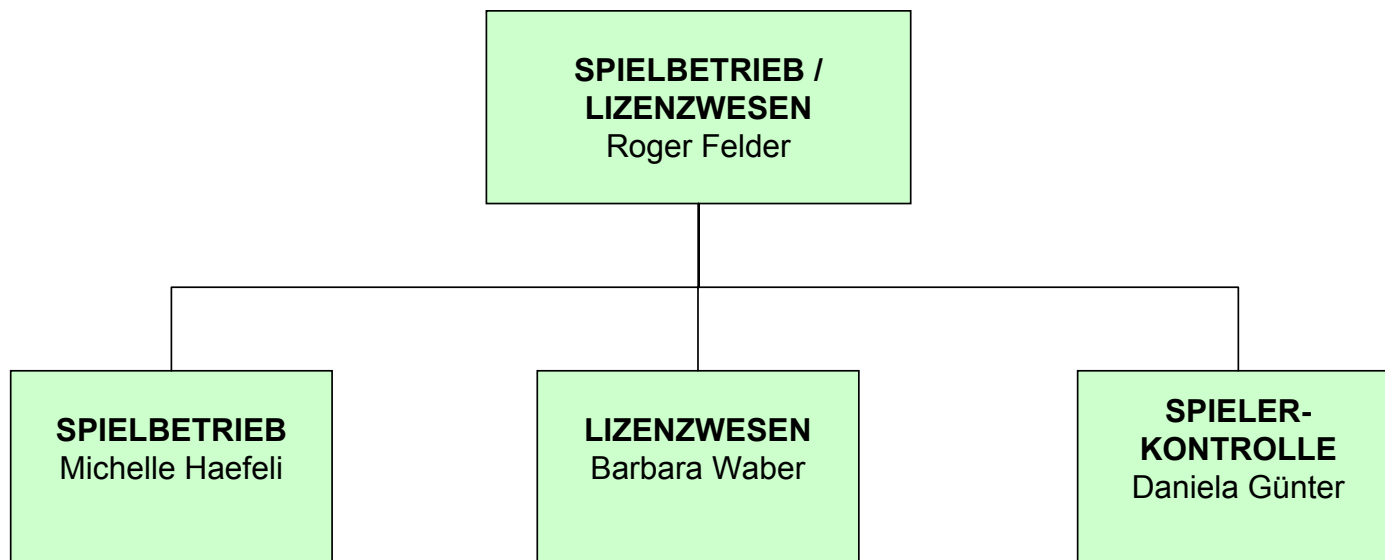 SPIELBETRIEB /
LIZENZWESEN
Roger Felder
SPIELBETRIEB
Michelle Haefeli
LIZENZWESEN
Barbara Waber
SPIELER-
KONTROLLE
Daniela Günter